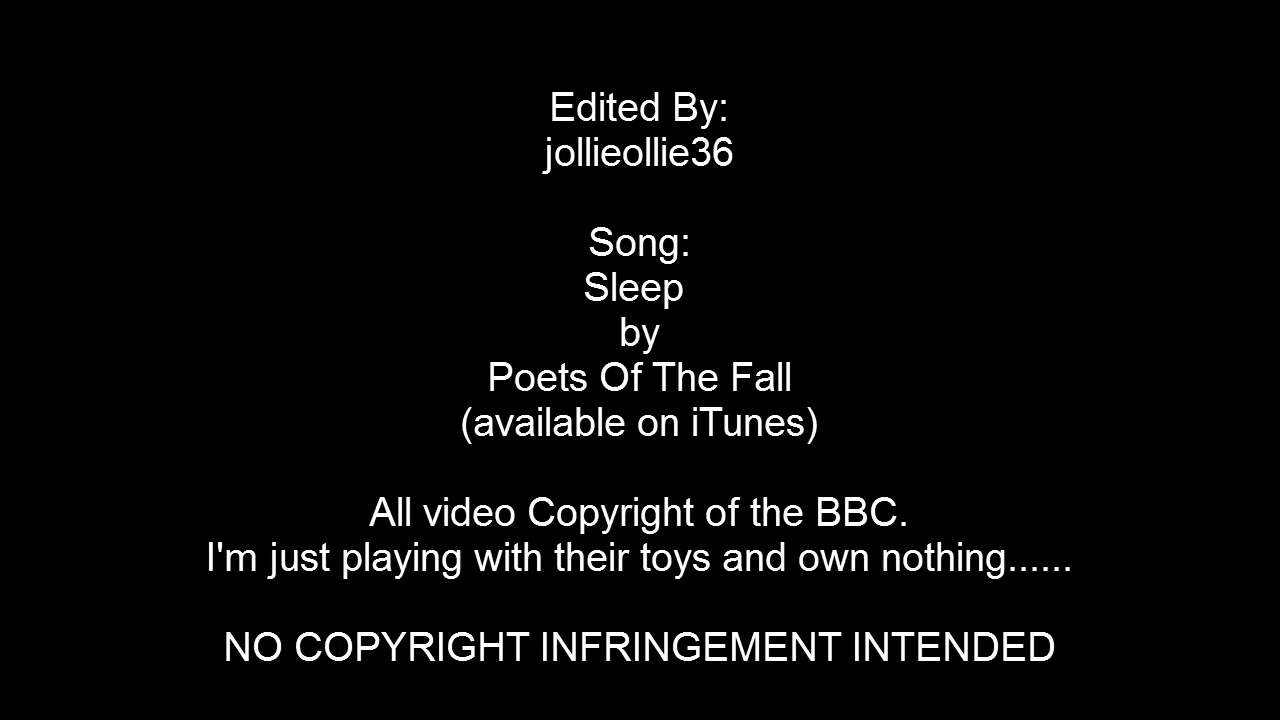 Edited By:
jollieollie36
Song:
Sleep
by
Poets Of The Fall
(available on iTunes)
All video Copyright of the BBC.
I'm just playing with their toys and own nothing......
NO COPYRIGHT INFRINGEMENT INTENDED